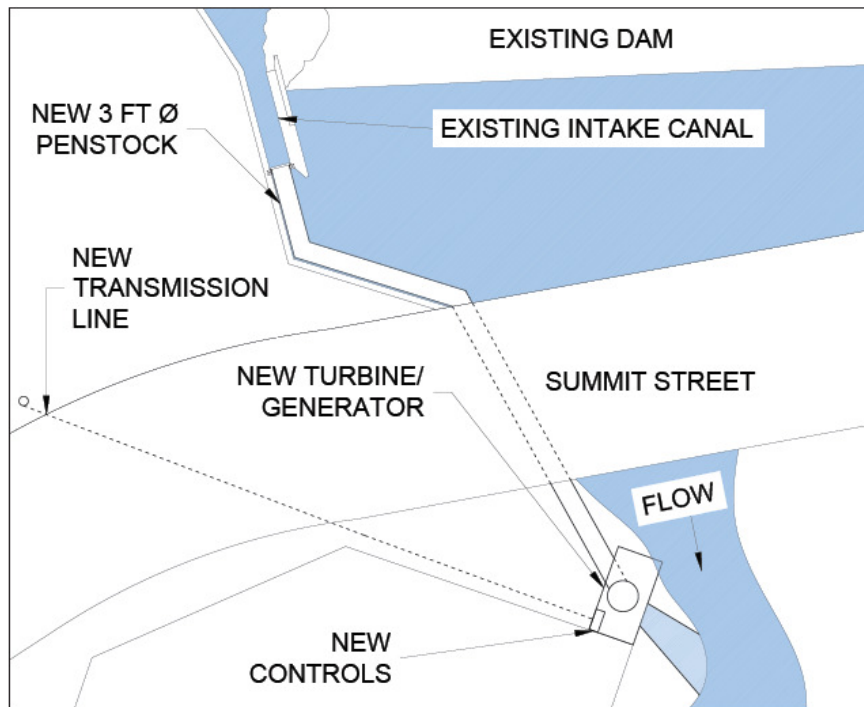 EXISTING DAM
NEW 3 FT Ø
PENSTOCK
EXISTING INTAKE CANAL
NEW
TRANSMISSION
LINE
NEW TURBINE/
GENERATOR
SUMMIT STREET
FLOW
NEW
CONTROLS